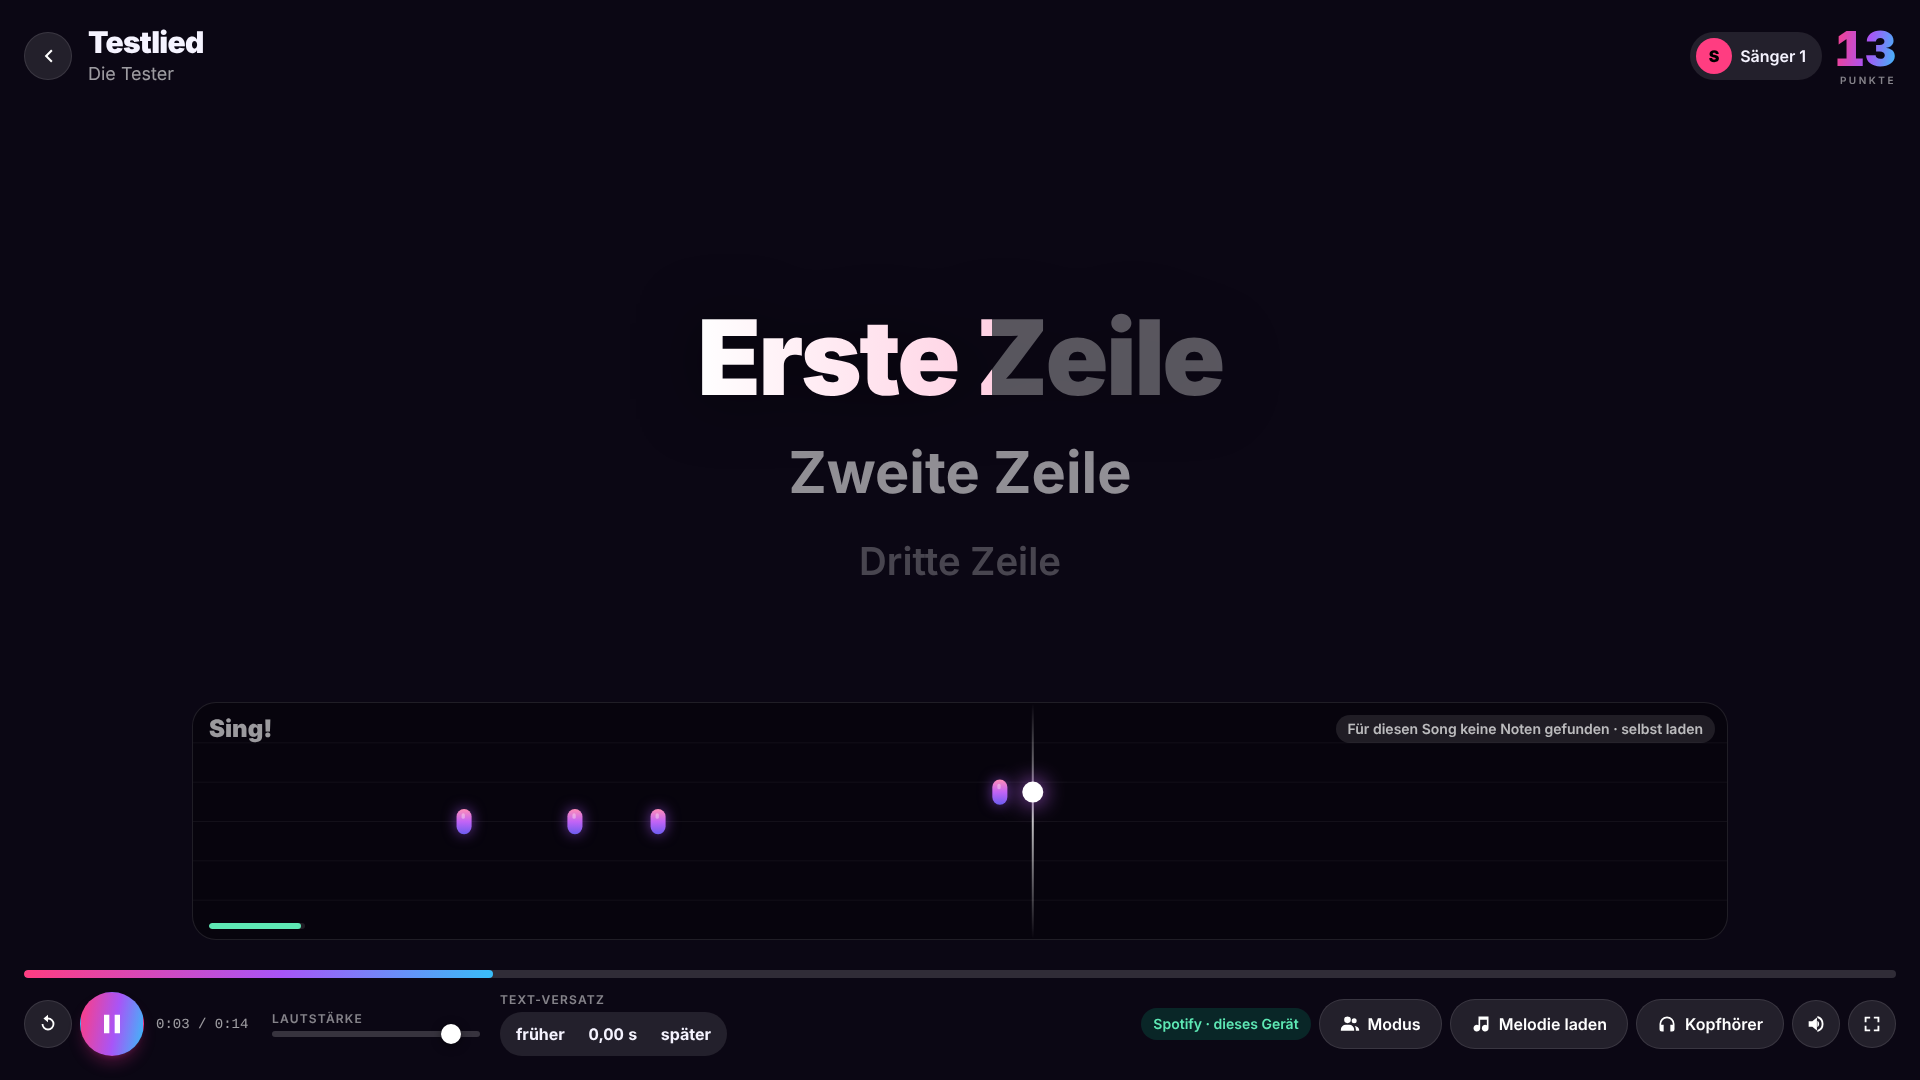 Testlied
Die Tester
S
Sänger 1
13
PUNKTE
Erste Zeile
Zweite Zeile
Dritte Zeile
Sing!
Für diesen Song keine Noten gefunden · selbst laden
0:03 / 0:14
LAUTSTÄRKE
TEXT-VERSATZ
früher 0,00 s später
Spotify · dieses Gerät
Modus
Melodie laden
Kopfhörer